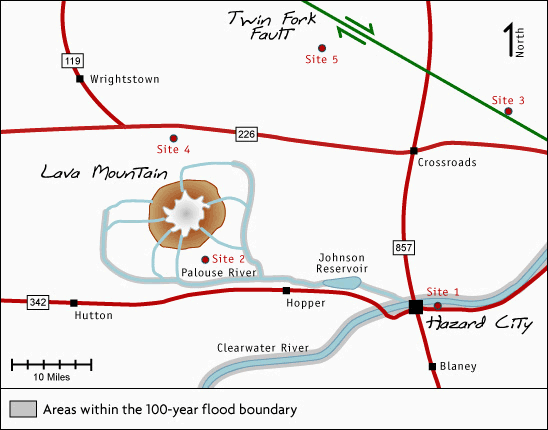 Twin Fork
Fault
Site 5
North
119
Wrightstown
Site 3
226
Site 4
Crossroads
Lava Mountain
857
Johnson
Reservoir
Site 2
Palouse River
Site 1
342
Hutton
Hopper
Hazard City
Clearwater River
10 Miles
Blaney
Areas within the 100-year flood boundary